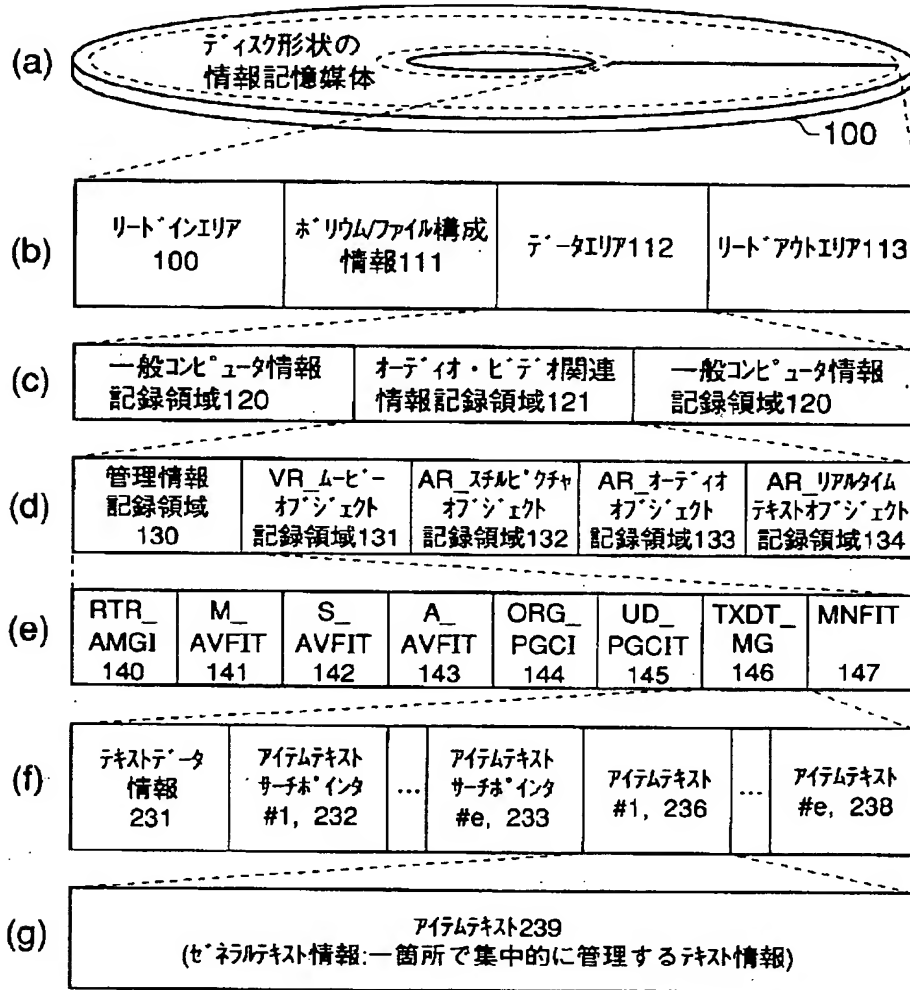 (a)
ディスク形状の
情報記憶媒体
100
(b)
リードインエリア
100
ボリウム/ファイル構成
情報111
データエリア112
リードアウトエリア113
(c)
一般コンピュータ情報
記録領域120
オーディオ・ビデオ関連
情報記録領域121
一般コンピュータ情報
記録領域120
(d)
管理情報
記録領域
130
VR_ムービー
オブジェクト
記録領域131
AR_スチルピクチャ
オブジェクト
記録領域132
AR_オーディオ
オブジェクト
記録領域133
AR_リアルタイム
テキストオブジェクト
記録領域134
(e)
RTR_
AMGI
140
M_
AVFIT
141
S_
AVFIT
142
A_
AVFIT
143
ORG_
PGCI
144
UD_
PGCIT
145
TXDT_
MG
146
MNFIT
147
(f)
テキストデータ
情報
231
アイテムテキスト
サーチポインタ
#1, 232
…
アイテムテキスト
サーチポインタ
#e, 233
アイテムテキスト
#1, 236
…
アイテムテキスト
#e, 238
(g)
アイテムテキスト239
(ゼネラルテキスト情報:一箇所で集中的に管理するテキスト情報)